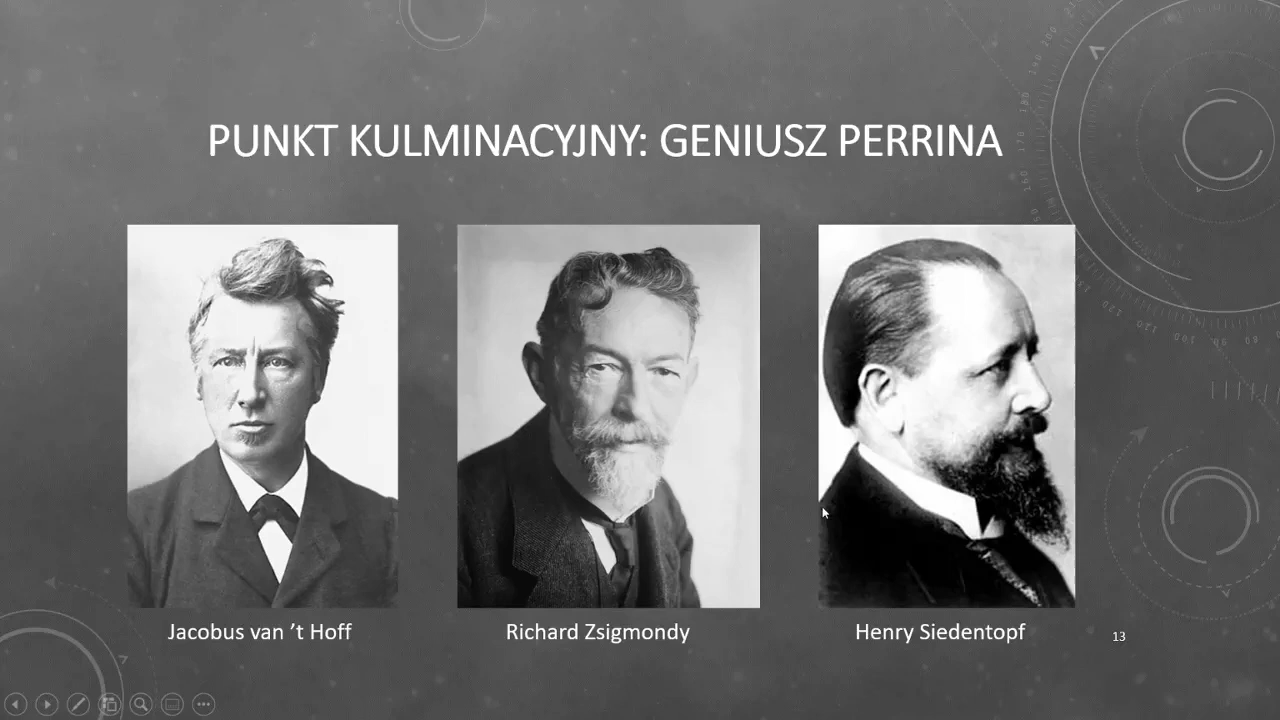 PUNKT KULMINACYJNY: GENIUSZ PERRINA
Jacobus van ’t Hoff
Richard Zsigmondy
Henry Siedentopf
13